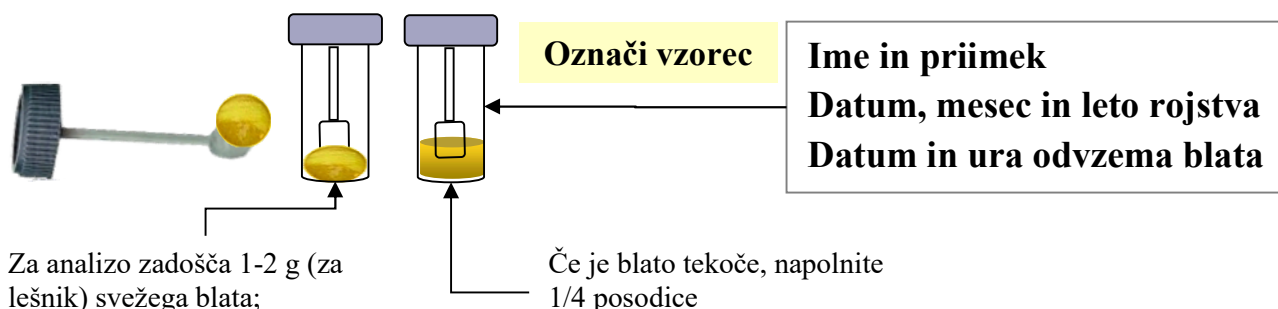 Označi vzorec
Ime in priimek
Datum, mesec in leto rojstva
Datum in ura odvzema blata
Za analizo zadošča 1-2 g (za
lešnik) svežega blata;
Če je blato tekoče, napolnite
1/4 posodice